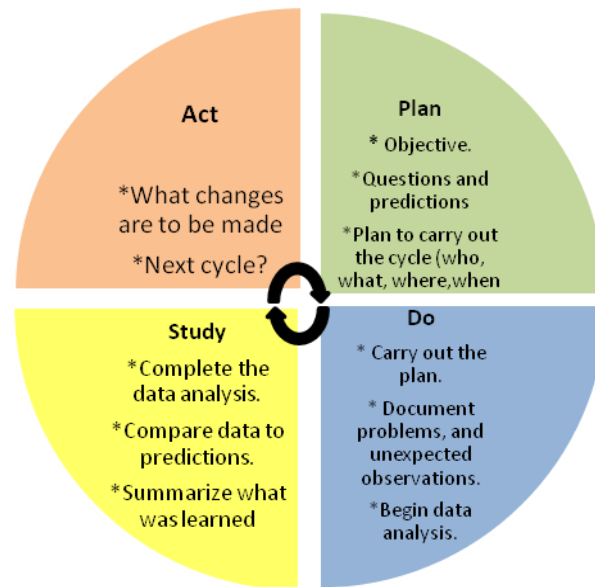 Act
*What changes
are to be made
*Next cycle?
Plan
* Objective.
*Questions and
predictions
*Plan to carry out
the cycle (who,
what, where,when
Study
*Complete the
data analysis.
*Compare data to
predictions.
*Summarize what
was learned
Do
* Carry out the
plan.
* Document
problems, and
unexpected
observations.
*Begin data
analysis.